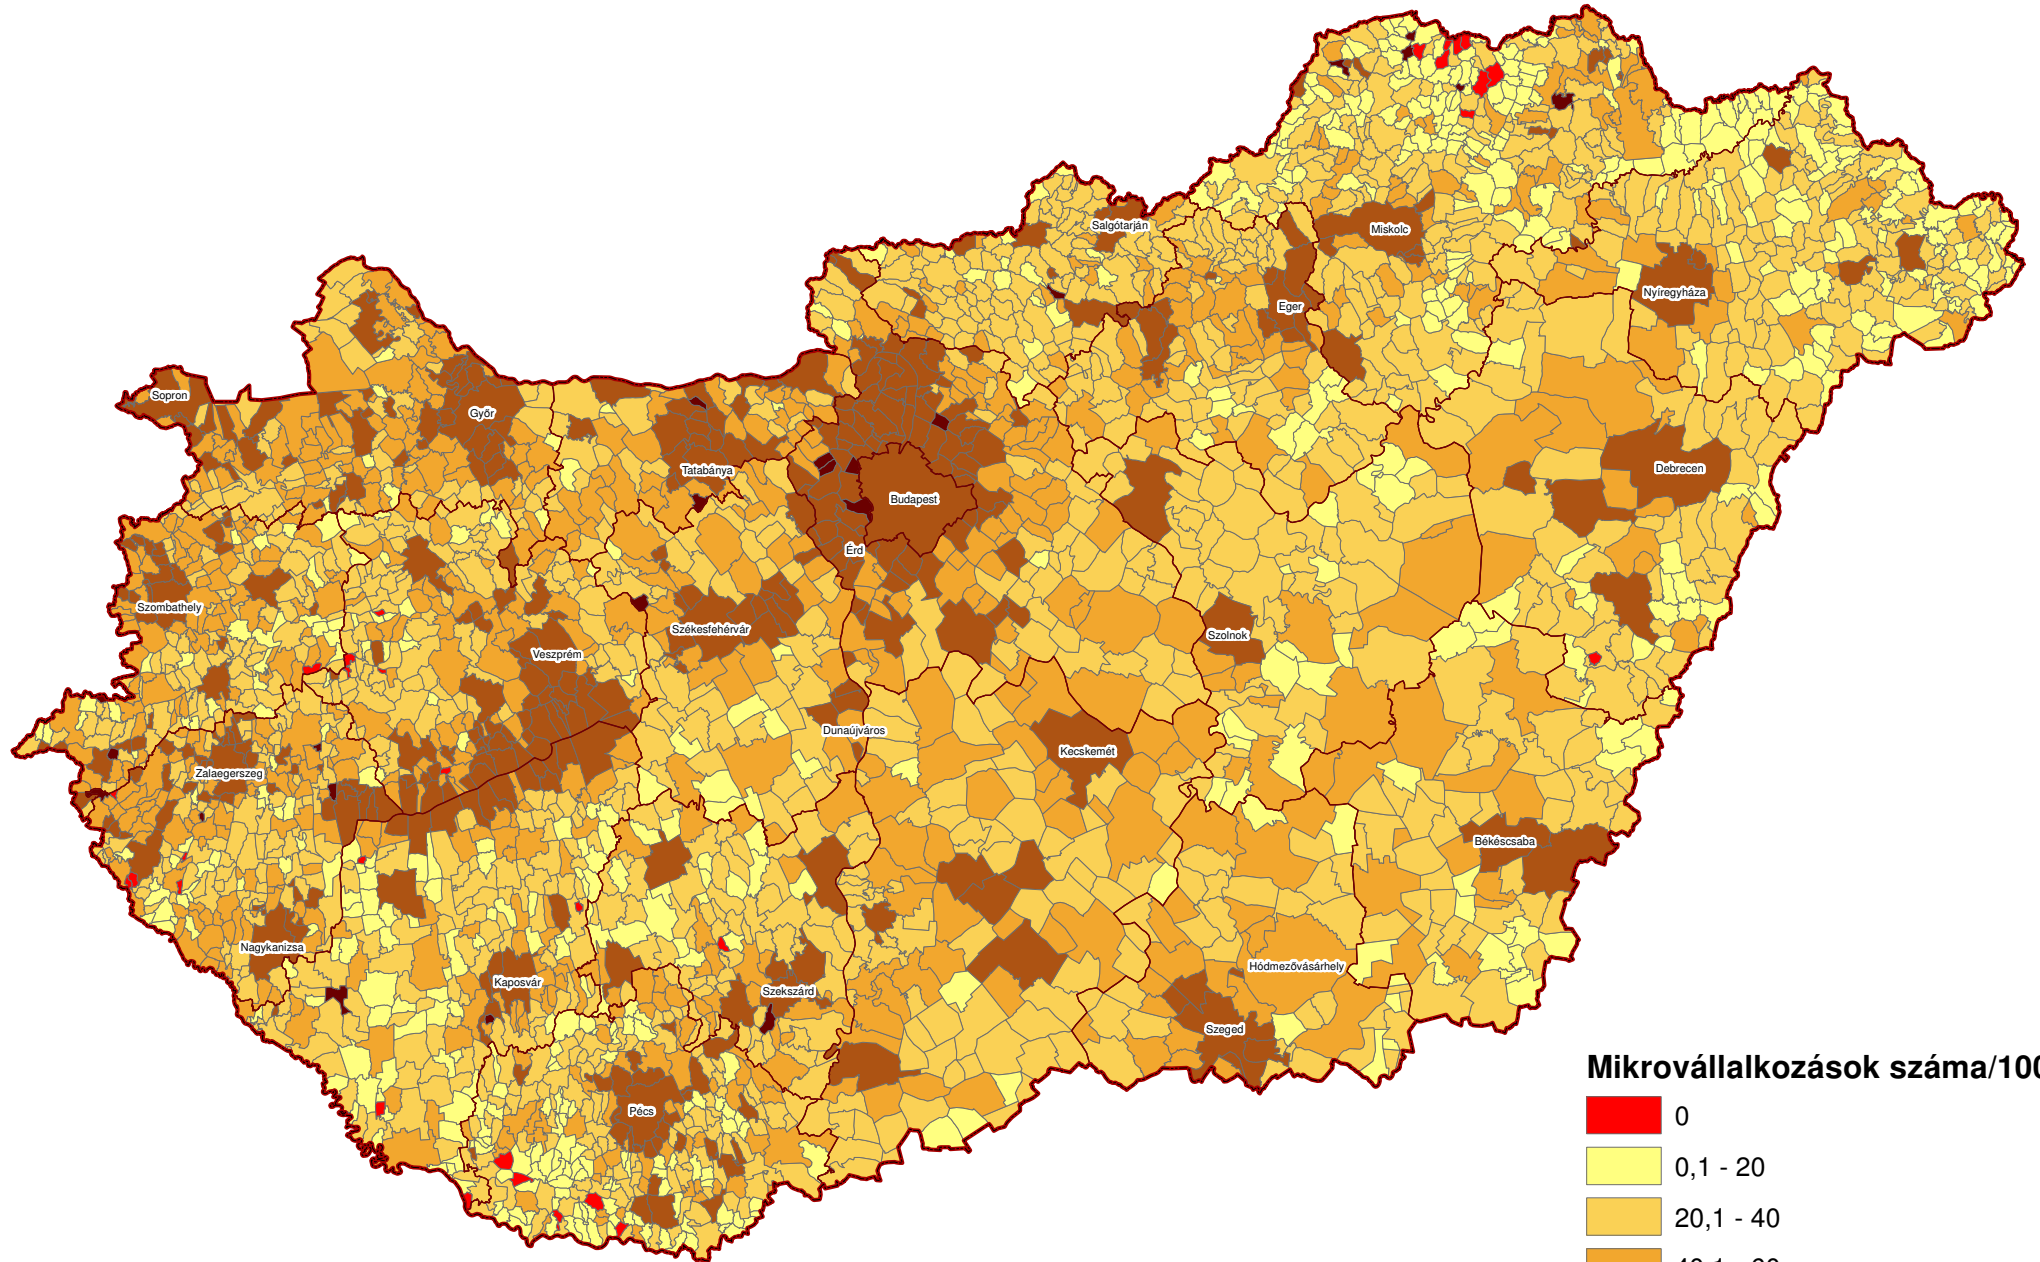 Salgótarján
Miskolc
Nyíregyháza
Eger
Sopron
Győr
Tatabánya
Debrecen
Budapest
Érd
Szombathely
Székesfehérvár
Szolnok
Veszprém
Dunaújváros
Kecskemét
Zalaegerszeg
Békéscsaba
Nagykanizsa
Hódmezővásárhely
Kaposvár
Szekszárd
Szeged
Pécs
Mikrovállalkozások száma/100
0
0,1 - 20
20,1 - 40